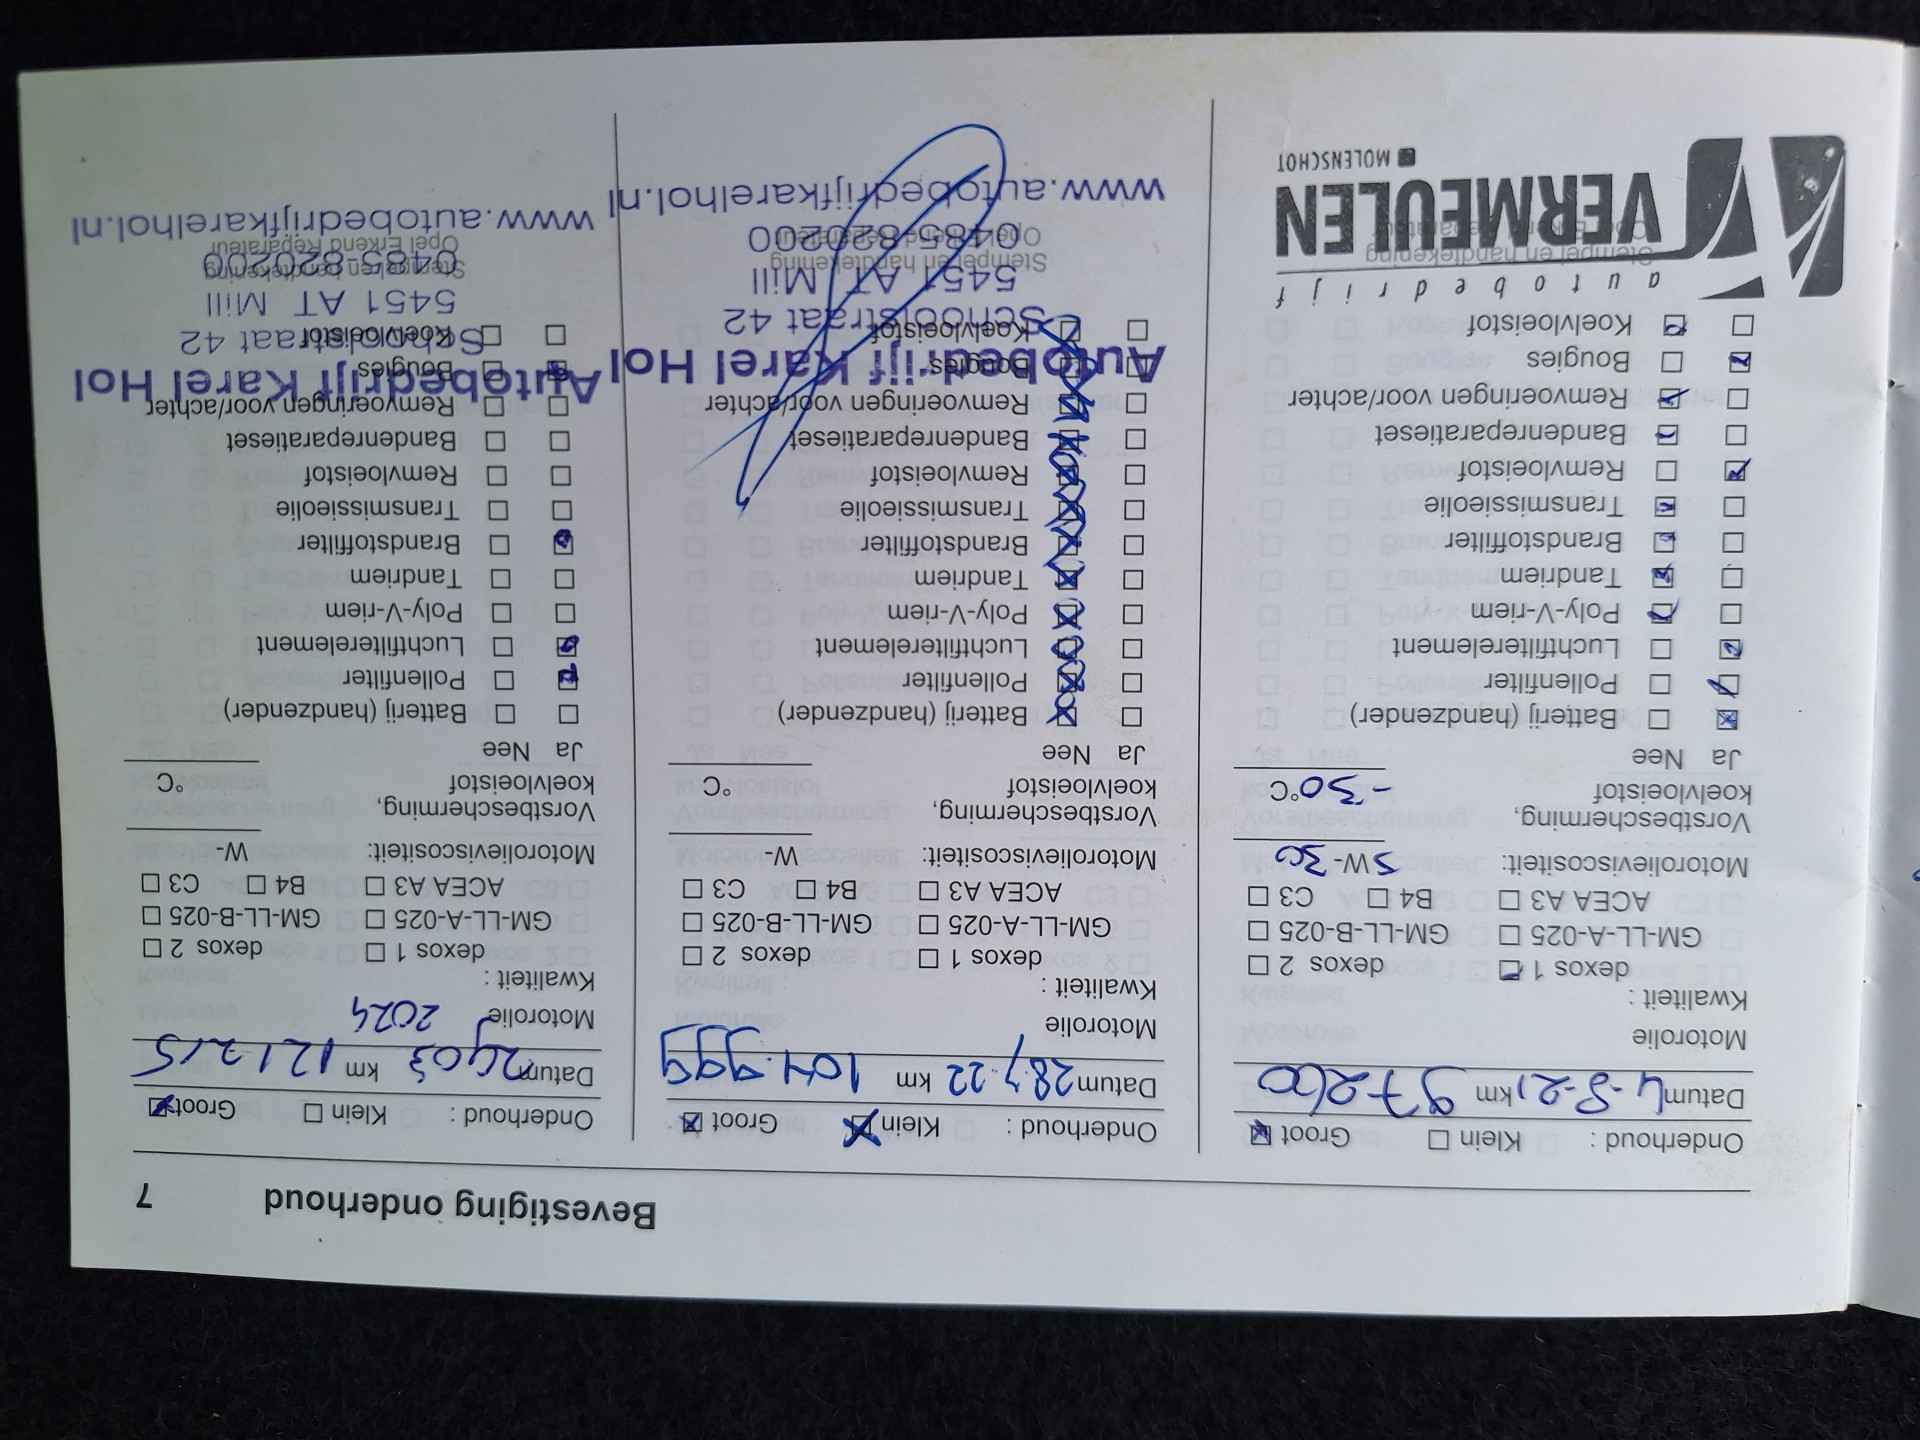 Bevestiging onderhoud 7
Onderhoud : Klein Groot
Datum 4-8-21 km 97200
Motorolie
Kwaliteit :
dexos 1 dexos 2
GM-LL-A-025 GM-LL-B-025
ACEA A3 B4 C3
Motorolieviscositeit: 5W-30
Vorstbescherming,
koelvloeistof -30°C
Ja Nee
Batterij (handzender)
Pollenfilter
Luchtfilterelement
Poly-V-riem
Tandriem
Brandstoffilter
Transmissieolie
Remvloeistof
Bandenreparatieset
Remvoeringen voor/achter
Bougies
Koelvloeistof
autobedrijf
Stempel en handtekening
VERMEULEN
MOLENSCHOT
Onderhoud : Klein Groot
Datum 28.7.22 km 104.999
Motorolie
Kwaliteit :
dexos 1 dexos 2
GM-LL-A-025 GM-LL-B-025
ACEA A3 B4 C3
Motorolieviscositeit: W-
Vorstbescherming,
koelvloeistof °C
Ja Nee
Batterij (handzender)
Pollenfilter
Luchtfilterelement
Poly-V-riem
Tandriem
Brandstoffilter
Transmissieolie
Remvloeistof
Bandenreparatieset
Remvoeringen voor/achter
Bougies
Autobedrijf Karel Hol
Koelvloeistof
Schoolstraat 42
5451 AT Mill
Stempel en handtekening
0485-820200
www.autobedrijfkarelhol.nl
Onderhoud : Klein Groot
Datum 2903 km 121215
Motorolie 2024
Kwaliteit :
dexos 1 dexos 2
GM-LL-A-025 GM-LL-B-025
ACEA A3 B4 C3
Motorolieviscositeit: W-
Vorstbescherming,
koelvloeistof °C
Ja Nee
Batterij (handzender)
Pollenfilter
Luchtfilterelement
Poly-V-riem
Tandriem
Brandstoffilter
Transmissieolie
Remvloeistof
Bandenreparatieset
Remvoeringen voor/achter
Autobedrijf Karel Hol
Bougies
Schoolstraat 42
Koelvloeistof
5451 AT Mill
Stempel en handtekening
0485-820200
Opel Erkend Reparateur
www.autobedrijfkarelhol.nl